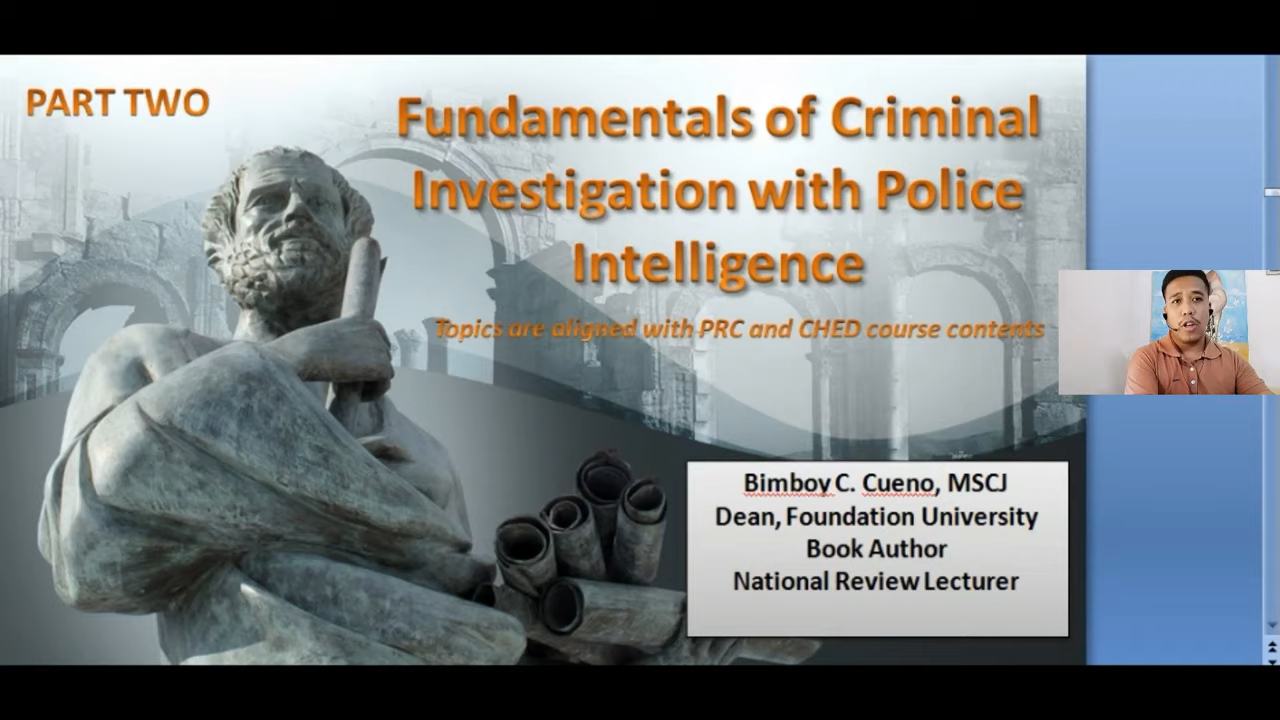 PART TWO
Fundamentals of Criminal
Investigation with Police
Intelligence
Topics are aligned with PRC and CHED course contents
Bimboy C. Cueno, MSCJ
Dean, Foundation University
Book Author
National Review Lecturer